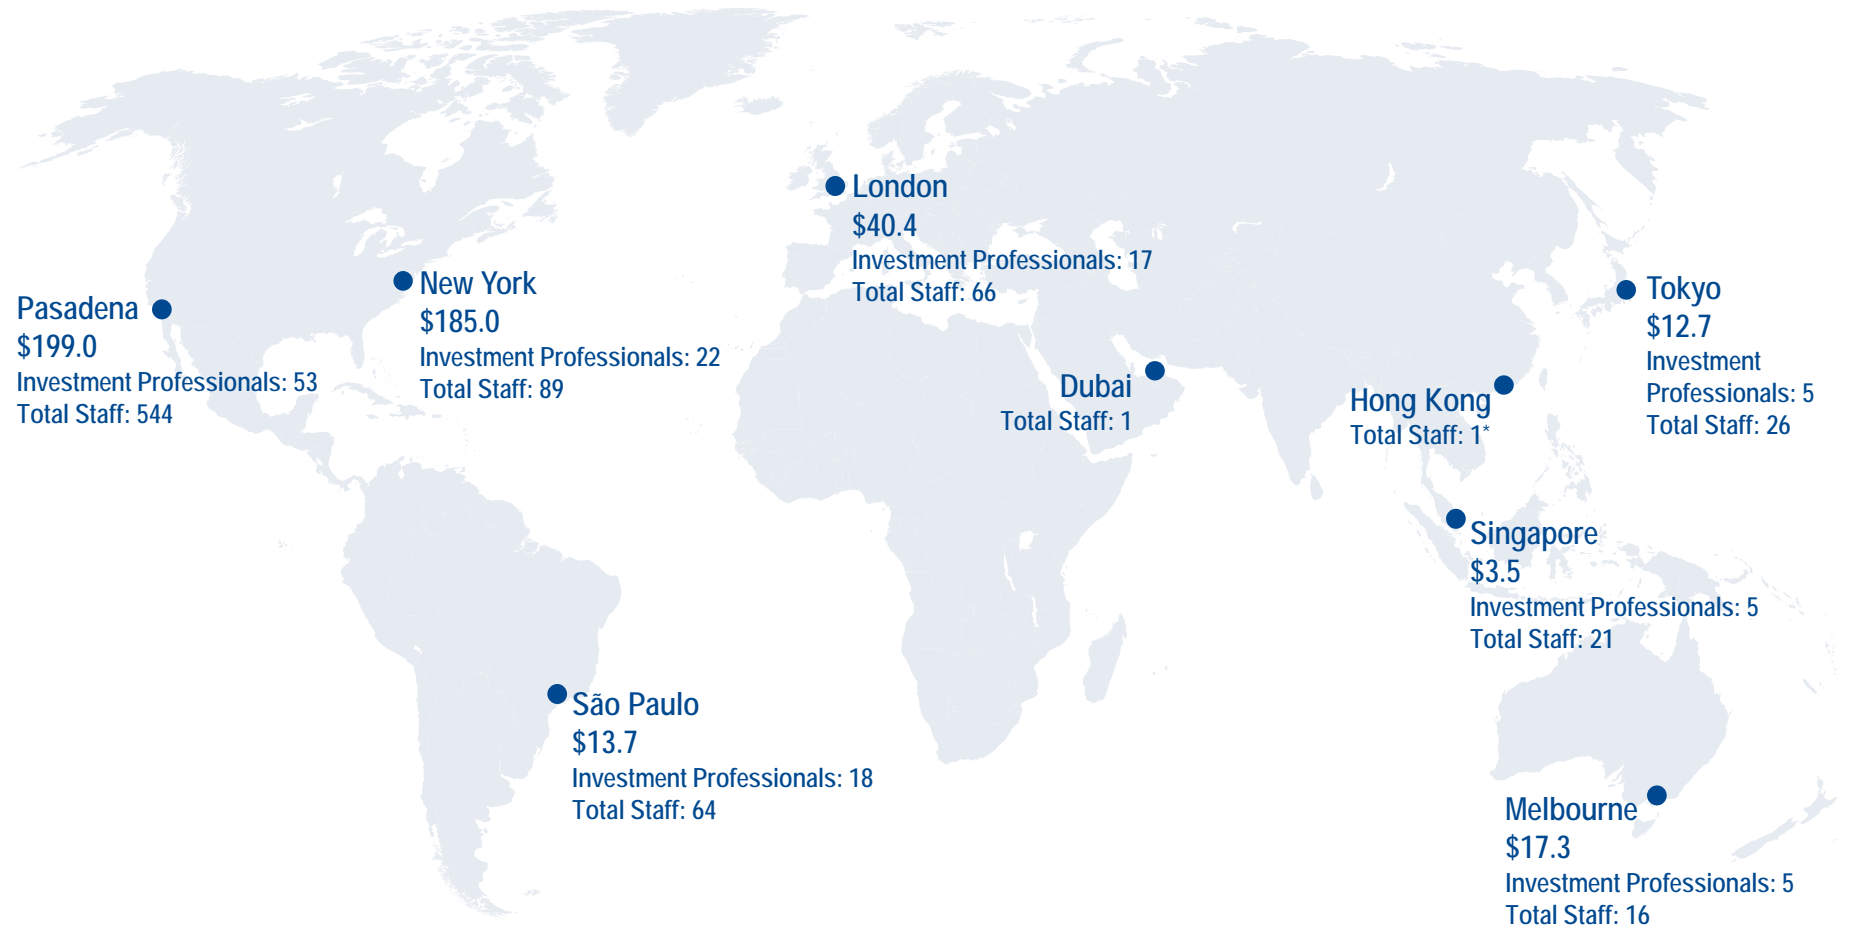 London
$40.4
Investment Professionals: 17
Total Staff: 66
New York
$185.0
Investment Professionals: 22
Total Staff: 89
Pasadena
$199.0
Investment Professionals: 53
Total Staff: 544
Tokyo
$12.7
Investment
Professionals: 5
Total Staff: 26
Dubai
Total Staff: 1
Hong Kong
Total Staff: 1*
Singapore
$3.5
Investment Professionals: 5
Total Staff: 21
São Paulo
$13.7
Investment Professionals: 18
Total Staff: 64
Melbourne
$17.3
Investment Professionals: 5
Total Staff: 16